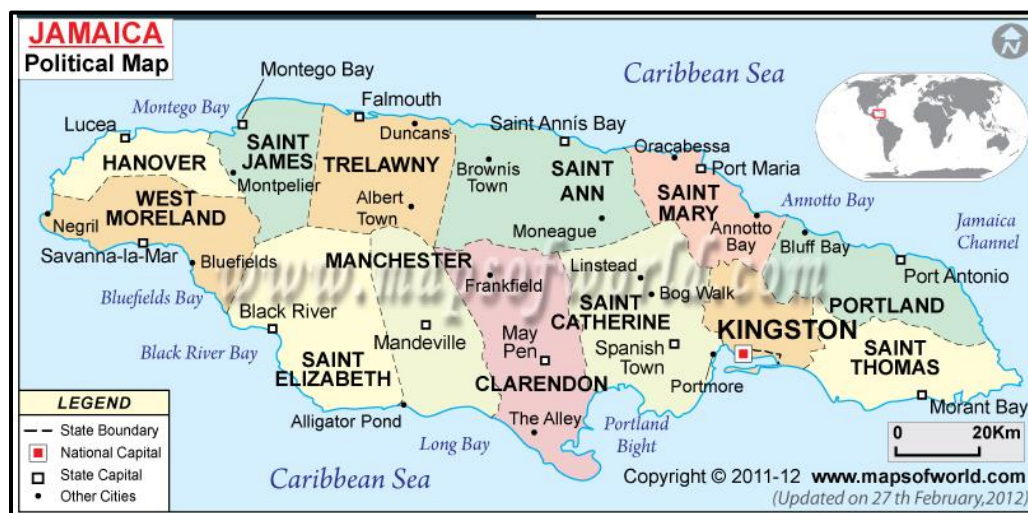 JAMAICA
Political Map
Caribbean Sea
Montego Bay
Montego Bay
Falmouth
Lucea
Duncans
Saint Annís Bay
Oracabessa
HANOVER
SAINT
JAMES
TRELAWNY
Brownis
Town
SAINT
ANN
Port Maria
Montpelier
SAINT
MARY
Annotto Bay
WEST
MORELAND
Albert
Town
Jamaica
Channel
Negril
Moneague
Annotto
Bay
Bluff Bay
Savanna-la-Mar
Bluefields
MANCHESTER
Linstead
Port Antonio
www.mapsofworld.com
Frankfield
Bog Walk
Bluefields Bay
PORTLAND
Black River
SAINT
CATHERINE
KINGSTON
Mandeville
May
Pen
Spanish
Town
SAINT
THOMAS
Black River Bay
SAINT
ELIZABETH
CLARENDON
Portmore
Morant Bay
Alligator Pond
The Alley
Portland
Bight
Long Bay
Caribbean Sea
LEGEND
State Boundary
National Capital
State Capital
Other Cities
0 20Km
Copyright © 2011-12 www.mapsofworld.com
(Updated on 27 th February,2012)